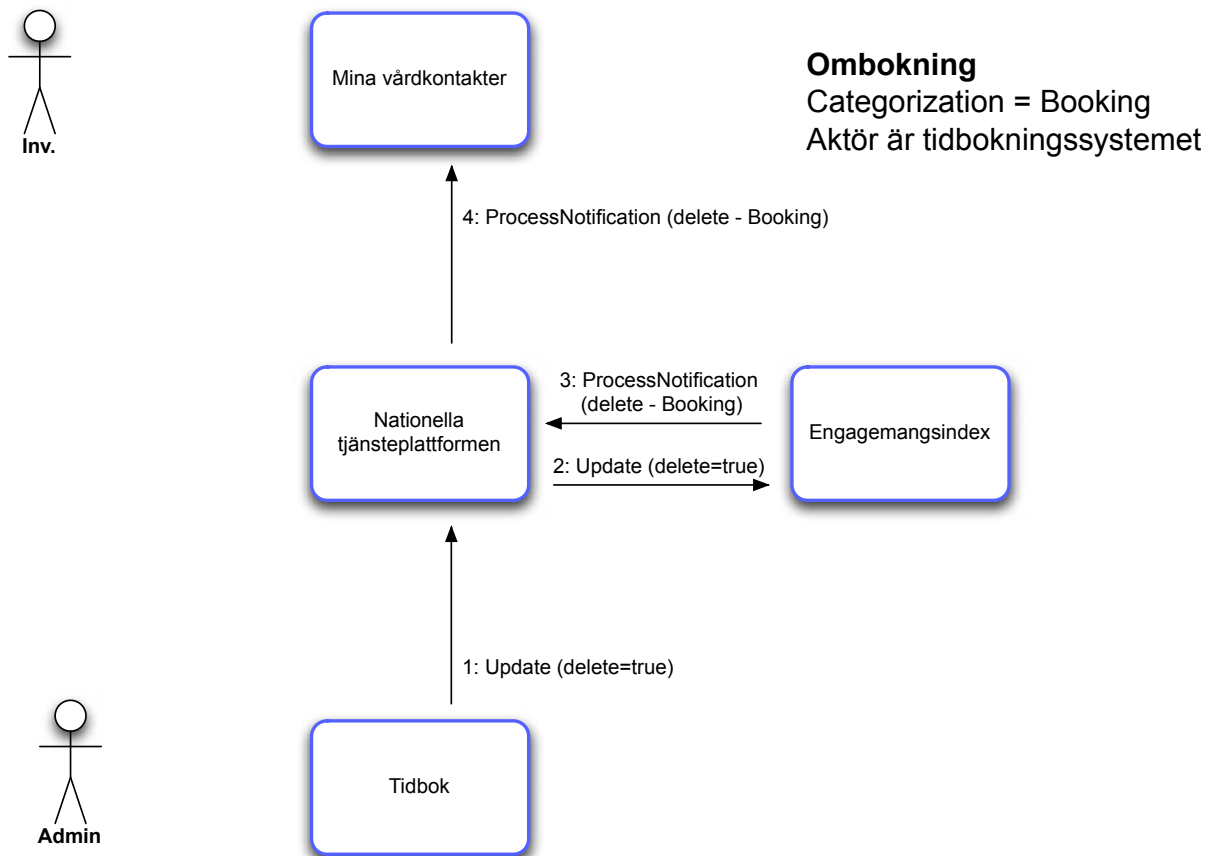 Mina vårdkontakter
Ombokning
Categorization = Booking
Aktör är tidbokningssystemet
Inv.
4: ProcessNotification (delete - Booking)
Nationella
tjänsteplattformen
3: ProcessNotification
(delete - Booking)
2: Update (delete=true)
Engagemangsindex
1: Update (delete=true)
Tidbok
Admin